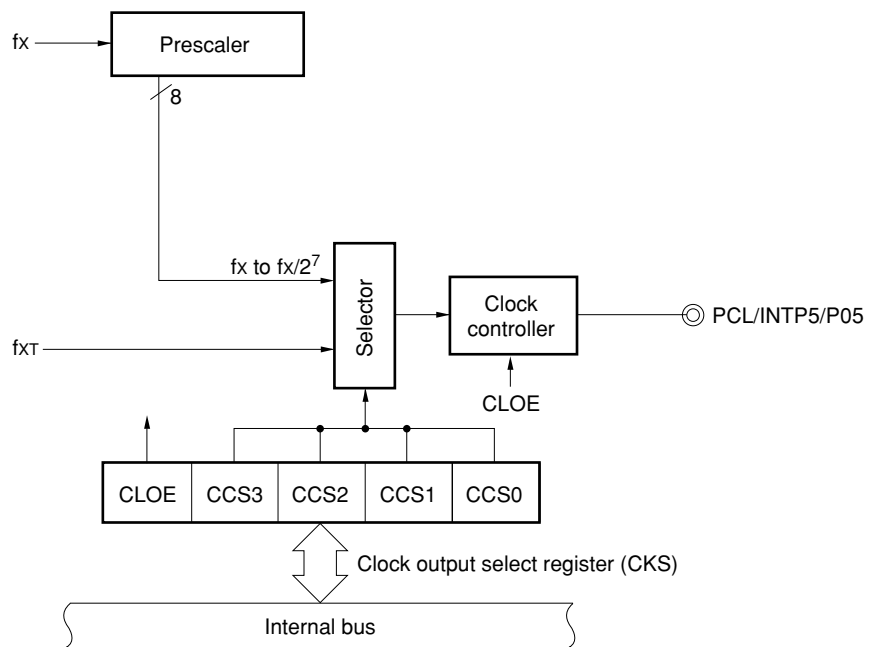 fX
Prescaler
8
fX to fX/2⁷
Selector
Clock
controller
PCL/INTP5/P05
fXT
CLOE
CLOE CCS3 CCS2 CCS1 CCS0
Clock output select register (CKS)
Internal bus